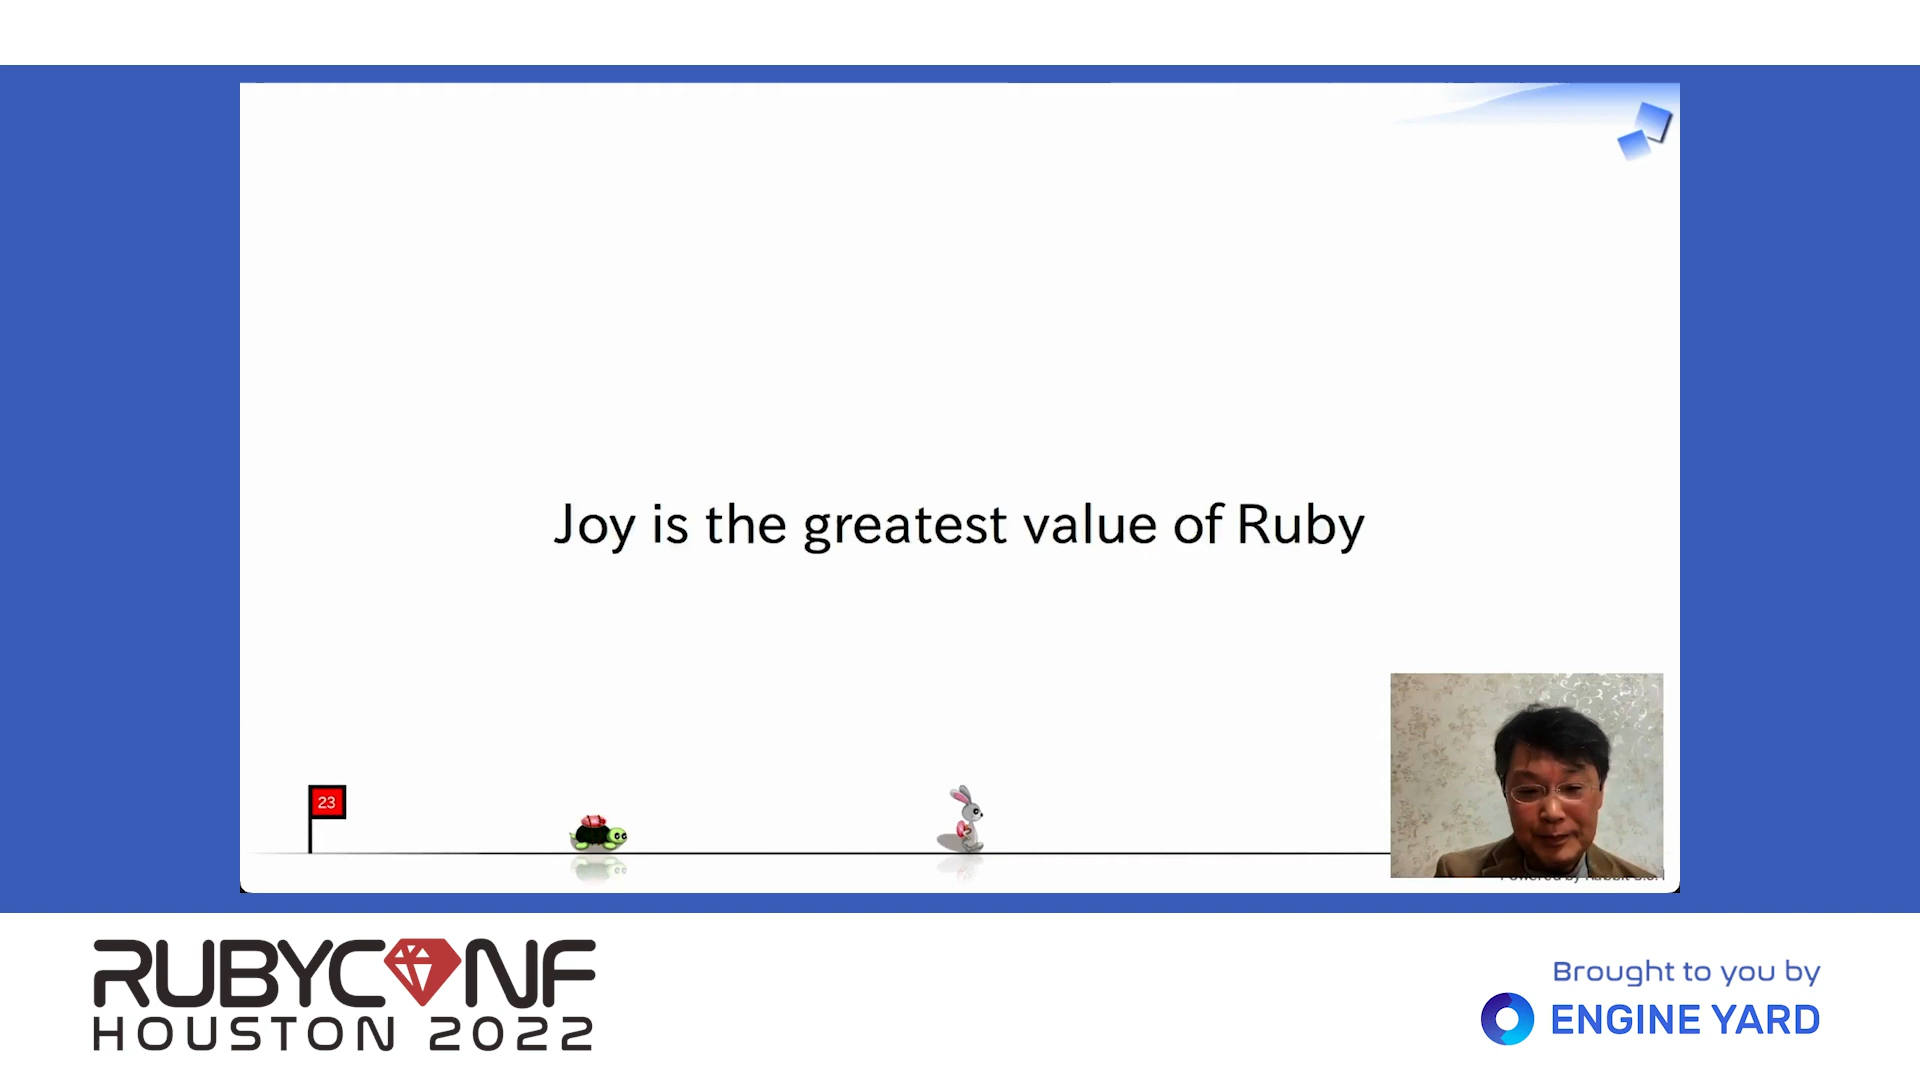 Joy is the greatest value of Ruby
23
RUBYCONF
HOUSTON 2022
Brought to you by
ENGINE YARD